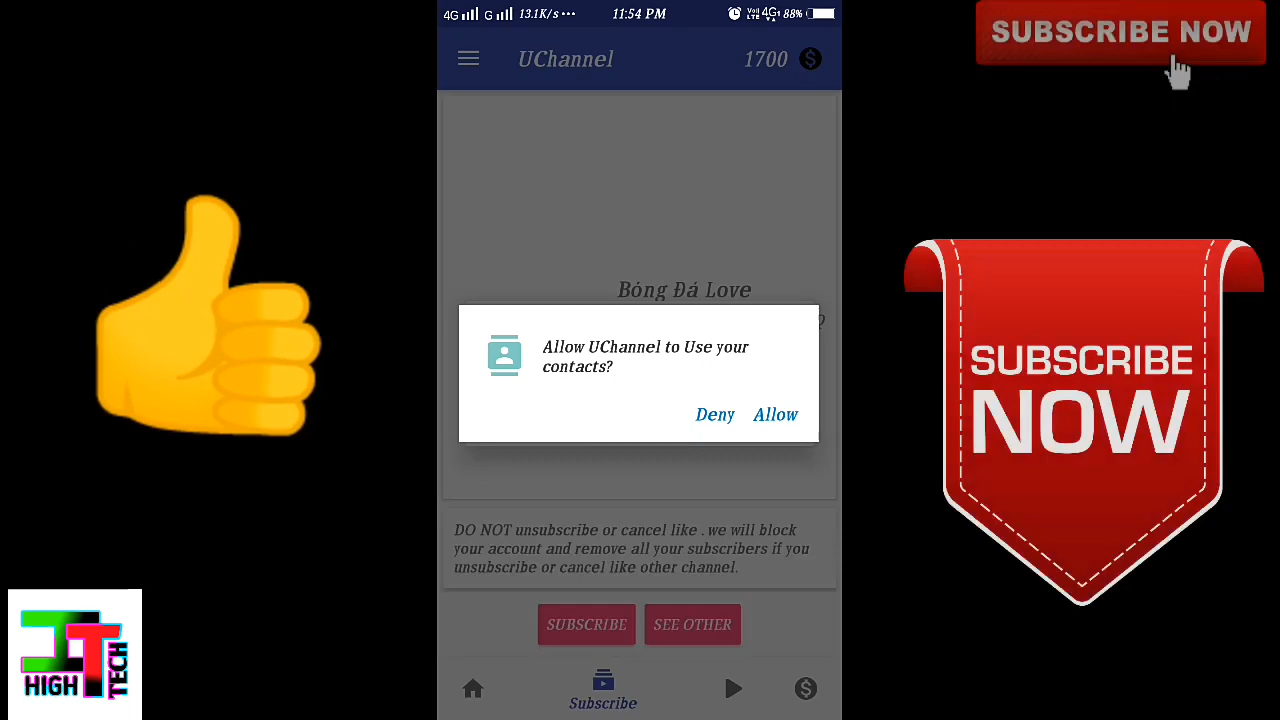 4G G 13.1K/s ••• 11:54 PM 4G 88%
UChannel 1700 $
SUBSCRIBE NOW
Bóng Đá Love
Allow UChannel to Use your
contacts?
Deny Allow
SUBSCRIBE
NOW
DO NOT unsubscribe or cancel like . we will block
your account and remove all your subscribers if you
unsubscribe or cancel like other channel.
SUBSCRIBE SEE OTHER
Subscribe
HIGH
IT
TECH